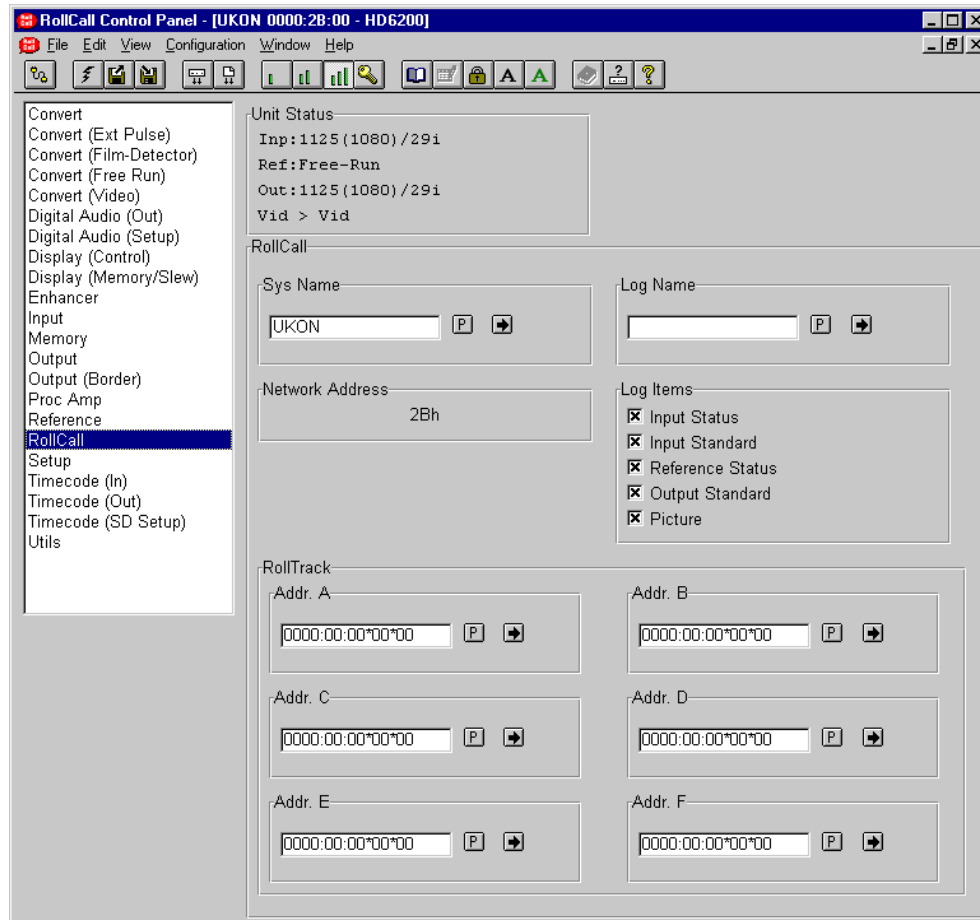 RollCall Control Panel - [UKON 0000:2B:00 - HD6200]
File Edit View Configuration Window Help
A A
Convert
Convert (Ext Pulse)
Convert (Film-Detector)
Convert (Free Run)
Convert (Video)
Digital Audio (Out)
Digital Audio (Setup)
Display (Control)
Display (Memory/Slew)
Enhancer
Input
Memory
Output
Output (Border)
Proc Amp
Reference
RollCall
Setup
Timecode (In)
Timecode (Out)
Timecode (SD Setup)
Utils
Unit Status
Inp:1125(1080)/29i
Ref:Free-Run
Out:1125(1080)/29i
Vid > Vid
RollCall
Sys Name
UKON P
Log Name
P
Network Address
2Bh
Log Items
Input Status
Input Standard
Reference Status
Output Standard
Picture
RollTrack
Addr. A
0000:00:00*00*00 P
Addr. B
0000:00:00*00*00 P
Addr. C
0000:00:00*00*00 P
Addr. D
0000:00:00*00*00 P
Addr. E
0000:00:00*00*00 P
Addr. F
0000:00:00*00*00 P